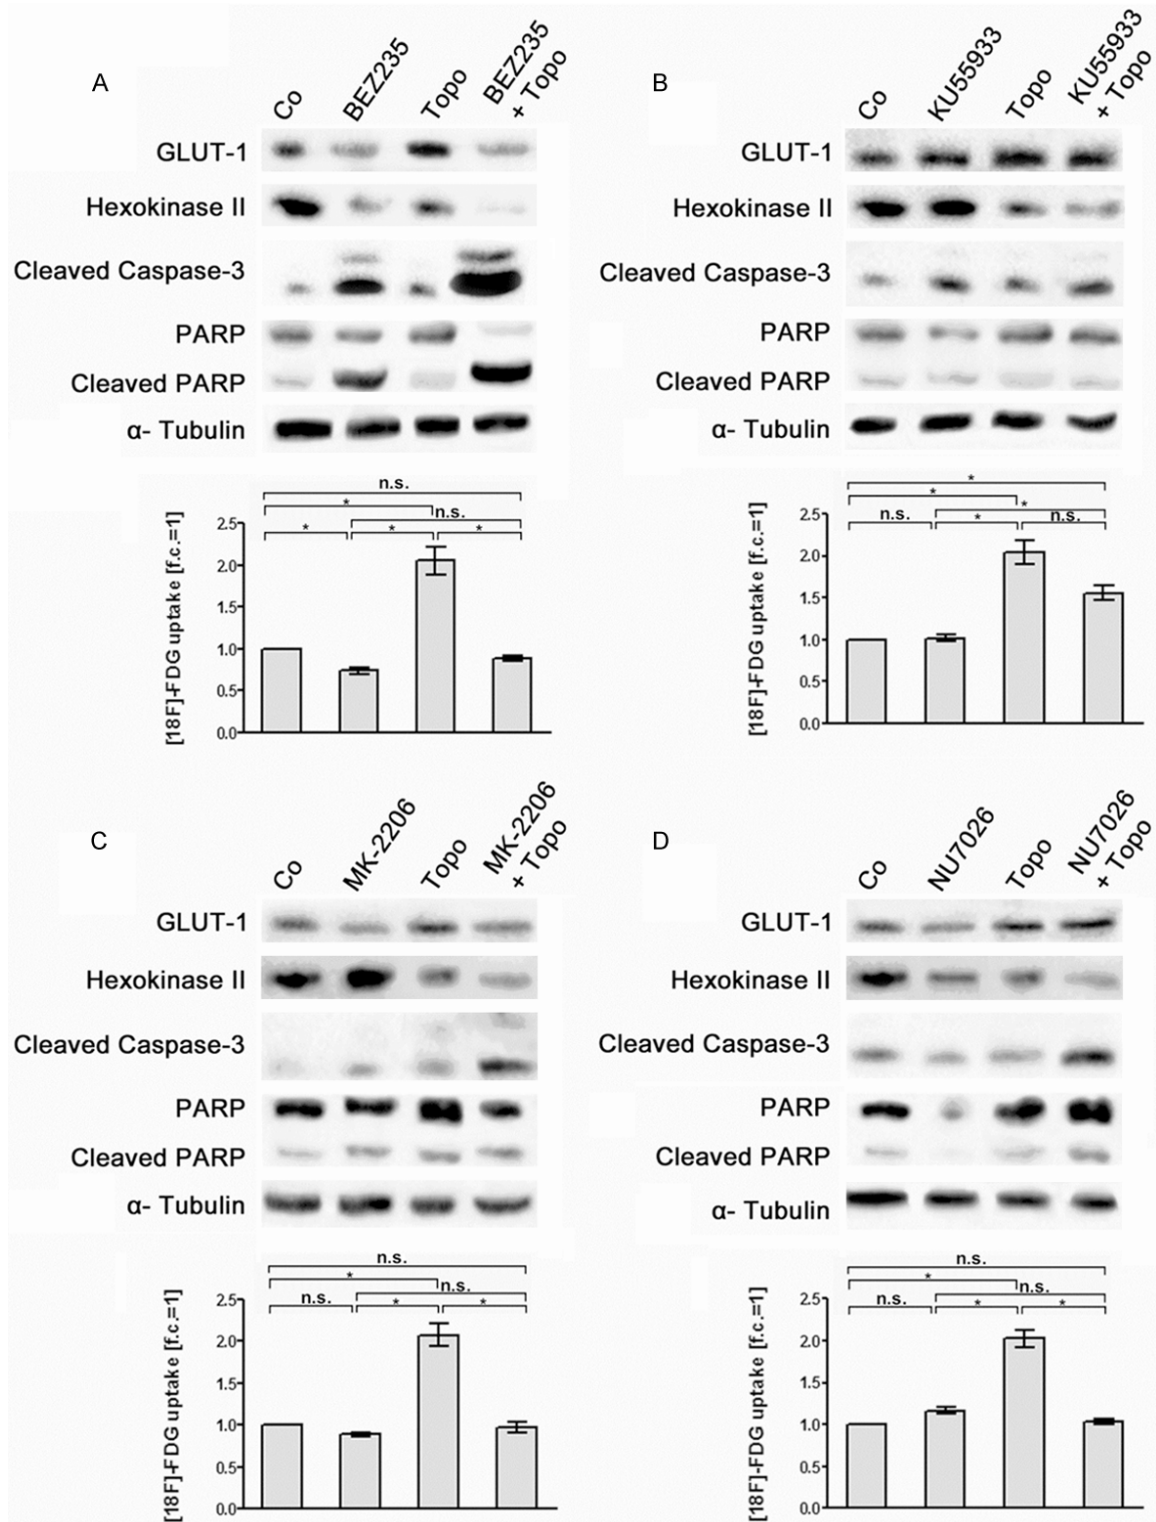 A
Co
BEZ235
Topo
BEZ235
+ Topo
GLUT-1
Hexokinase II
Cleaved Caspase-3
PARP
Cleaved PARP
α- Tubulin
n.s.
*
n.s.
* * *
[18F]-FDG uptake [f.c.=1]
2.5
2.0
1.5
1.0
0.5
0.0
B
Co
KU55933
Topo
KU55933
+ Topo
GLUT-1
Hexokinase II
Cleaved Caspase-3
PARP
Cleaved PARP
α- Tubulin
*
*
*
n.s. * n.s.
[18F]-FDG uptake [f.c.=1]
2.5
2.0
1.5
1.0
0.5
0.0
C
Co
MK-2206
Topo
MK-2206
+ Topo
GLUT-1
Hexokinase II
Cleaved Caspase-3
PARP
Cleaved PARP
α- Tubulin
n.s.
*
n.s.
n.s. * *
[18F]-FDG uptake [f.c.=1]
2.5
2.0
1.5
1.0
0.5
0.0
D
Co
NU7026
Topo
NU7026
+ Topo
GLUT-1
Hexokinase II
Cleaved Caspase-3
PARP
Cleaved PARP
α- Tubulin
n.s.
*
n.s.
n.s. * *
[18F]-FDG uptake [f.c.=1]
2.5
2.0
1.5
1.0
0.5
0.0